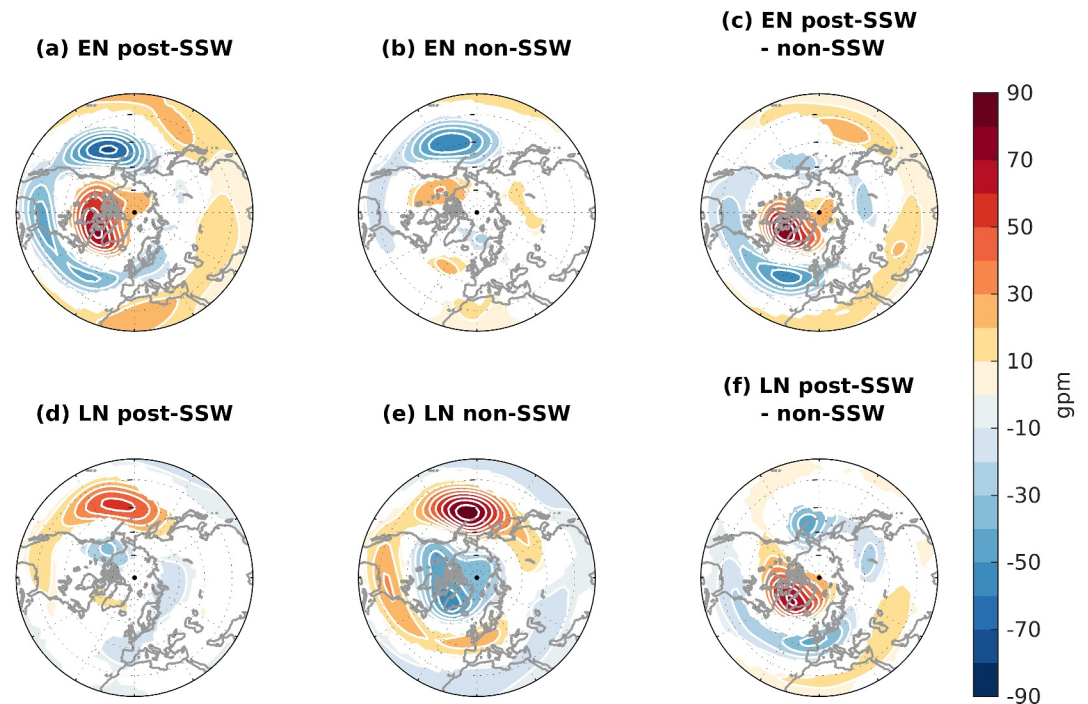 (a) EN post-SSW
(b) EN non-SSW
(c) EN post-SSW
- non-SSW
(d) LN post-SSW
(e) LN non-SSW
(f) LN post-SSW
- non-SSW
90
70
50
30
10
-10
-30
-50
-70
-90
gpm